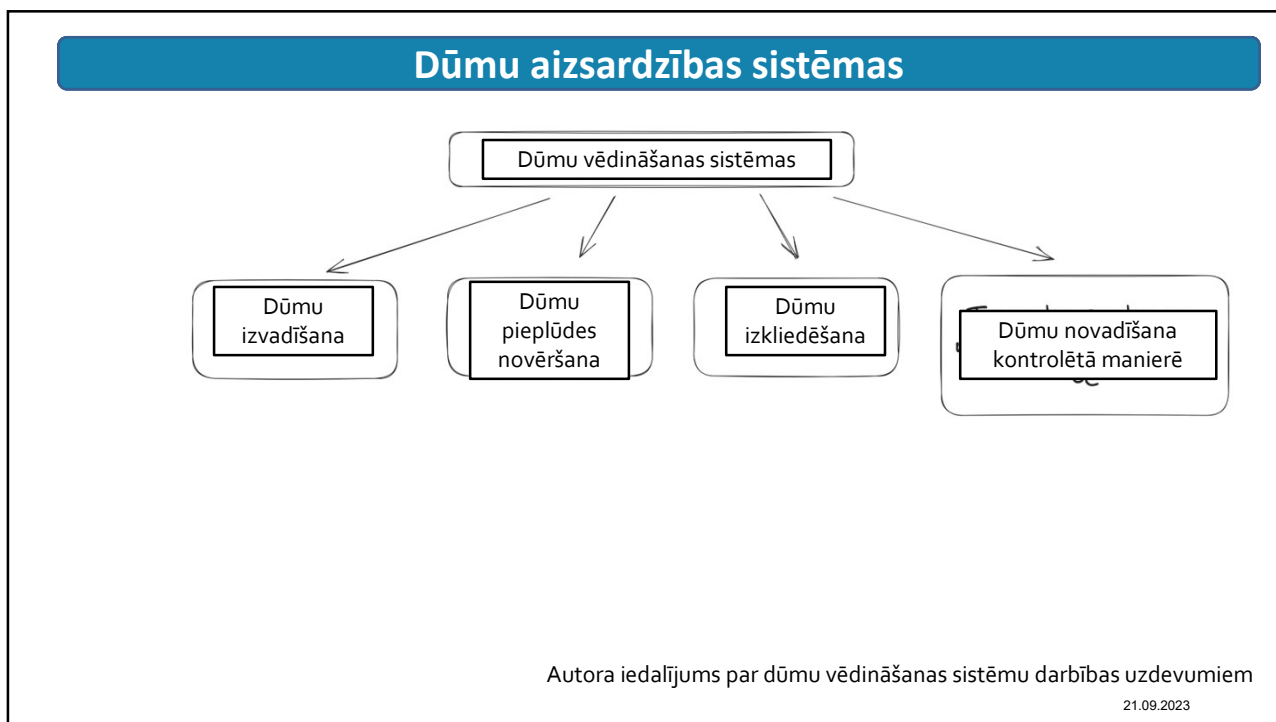 Dūmu aizsardzības sistēmas
Dūmu vēdināšanas sistēmas
Dūmu
izvadīšana
Dūmu
pieplūdes
novēršana
Dūmu
izkliedēšana
Dūmu novadīšana
kontrolētā manierē
Autora iedalījums par dūmu vēdināšanas sistēmu darbības uzdevumiem
21.09.2023